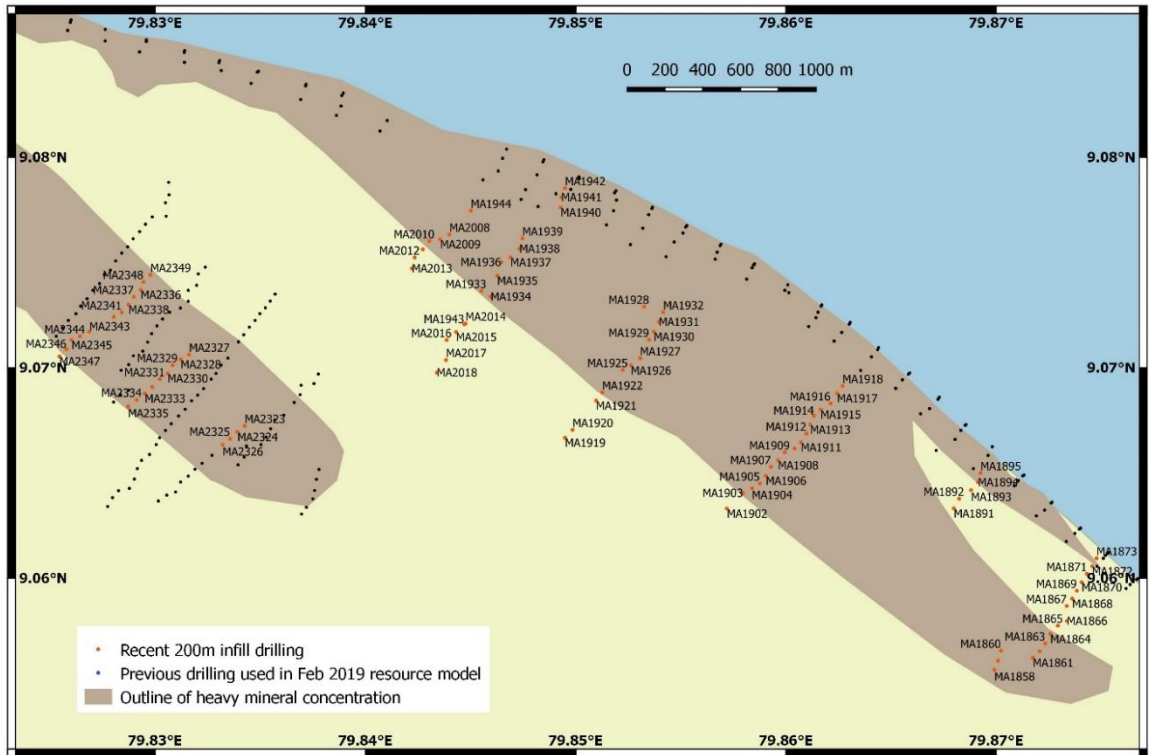 79.83°E 79.84°E 79.85°E 79.86°E 79.87°E
0 200 400 600 800 1000 m
9.08°N 9.08°N
MA1942
MA1941
MA1944 MA1940
MA2010 MA2008
MA2009 MA1939
MA2012 MA1938
MA2013 MA1936 MA1937
MA2348 MA2349
MA1935
MA2337 MA2336 MA1933
MA1934
MA2341 MA2338 MA1928 MA1932
MA1943 MA2014 MA1931
MA2344 MA2343 MA2016 MA2015 MA1929 MA1930
MA2346 MA2345
MA2347 MA2329 MA2327 MA2017 MA1927
9.07°N MA2328 9.07°N
MA2331 MA2330 MA2018 MA1925 MA1926
MA1922 MA1918
MA2334 MA2333 MA1916 MA1917
MA2335 MA1921 MA1914 MA1915
MA2323 MA1920 MA1912 MA1913
MA2325 MA2324 MA1919
MA2326 MA1909 MA1911
MA1907 MA1908
MA1895
MA1905 MA1906 MA1894
MA1903 MA1904 MA1892 MA1893
MA1902 MA1891
MA1873
MA1871 MA1872
9.06°N 9.06°N
MA1869 MA1870
MA1867 MA1868
MA1865 MA1866
MA1863 MA1864
MA1860
MA1861
MA1858
Recent 200m infill drilling
Previous drilling used in Feb 2019 resource model
Outline of heavy mineral concentration
79.83°E 79.84°E 79.85°E 79.86°E 79.87°E